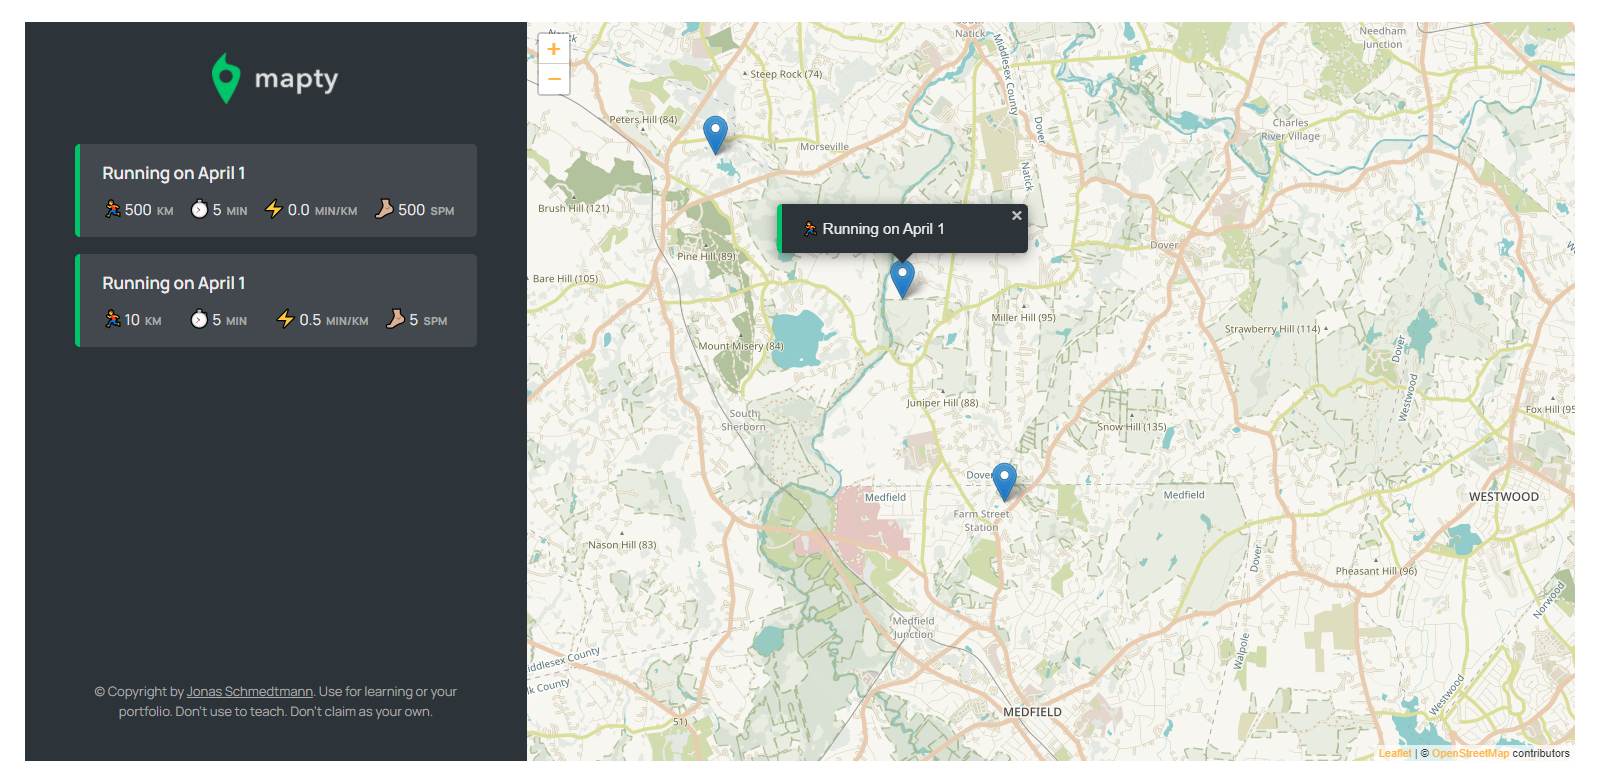 mapty
Running on April 1
500 KM 5 MIN 0.0 MIN/KM 500 SPM
Running on April 1
10 KM 5 MIN 0.5 MIN/KM 5 SPM
© Copyright by Jonas Schmedtmann. Use for learning or your
portfolio. Don't use to teach. Don't claim as your own.
+
−
Natick
Natick
Middlesex County
Needham
Junction
Steep Rock (74)
Peters Hill (84)
Dover
Charles
River Village
Morseville
Natick
Brush Hill (121)
Running on April 1
×
Dover
Pine Hill (89)
Bare Hill (105)
Miller Hill (95)
Strawberry Hill (114)
Mount Misery (84)
Dover
Westwood
Juniper Hill (88)
Fox Hill (95
South
Sherborn
Snow Hill (135)
Dover
Medfield
Medfield
WESTWOOD
Farm Street
Station
Nason Hill (83)
Dover
Pheasant Hill (96)
Norwood
Medfield
Junction
Walpole
ddlesex County
lk County
Westwood
51)
MEDFIELD
Leaflet | © OpenStreetMap contributors